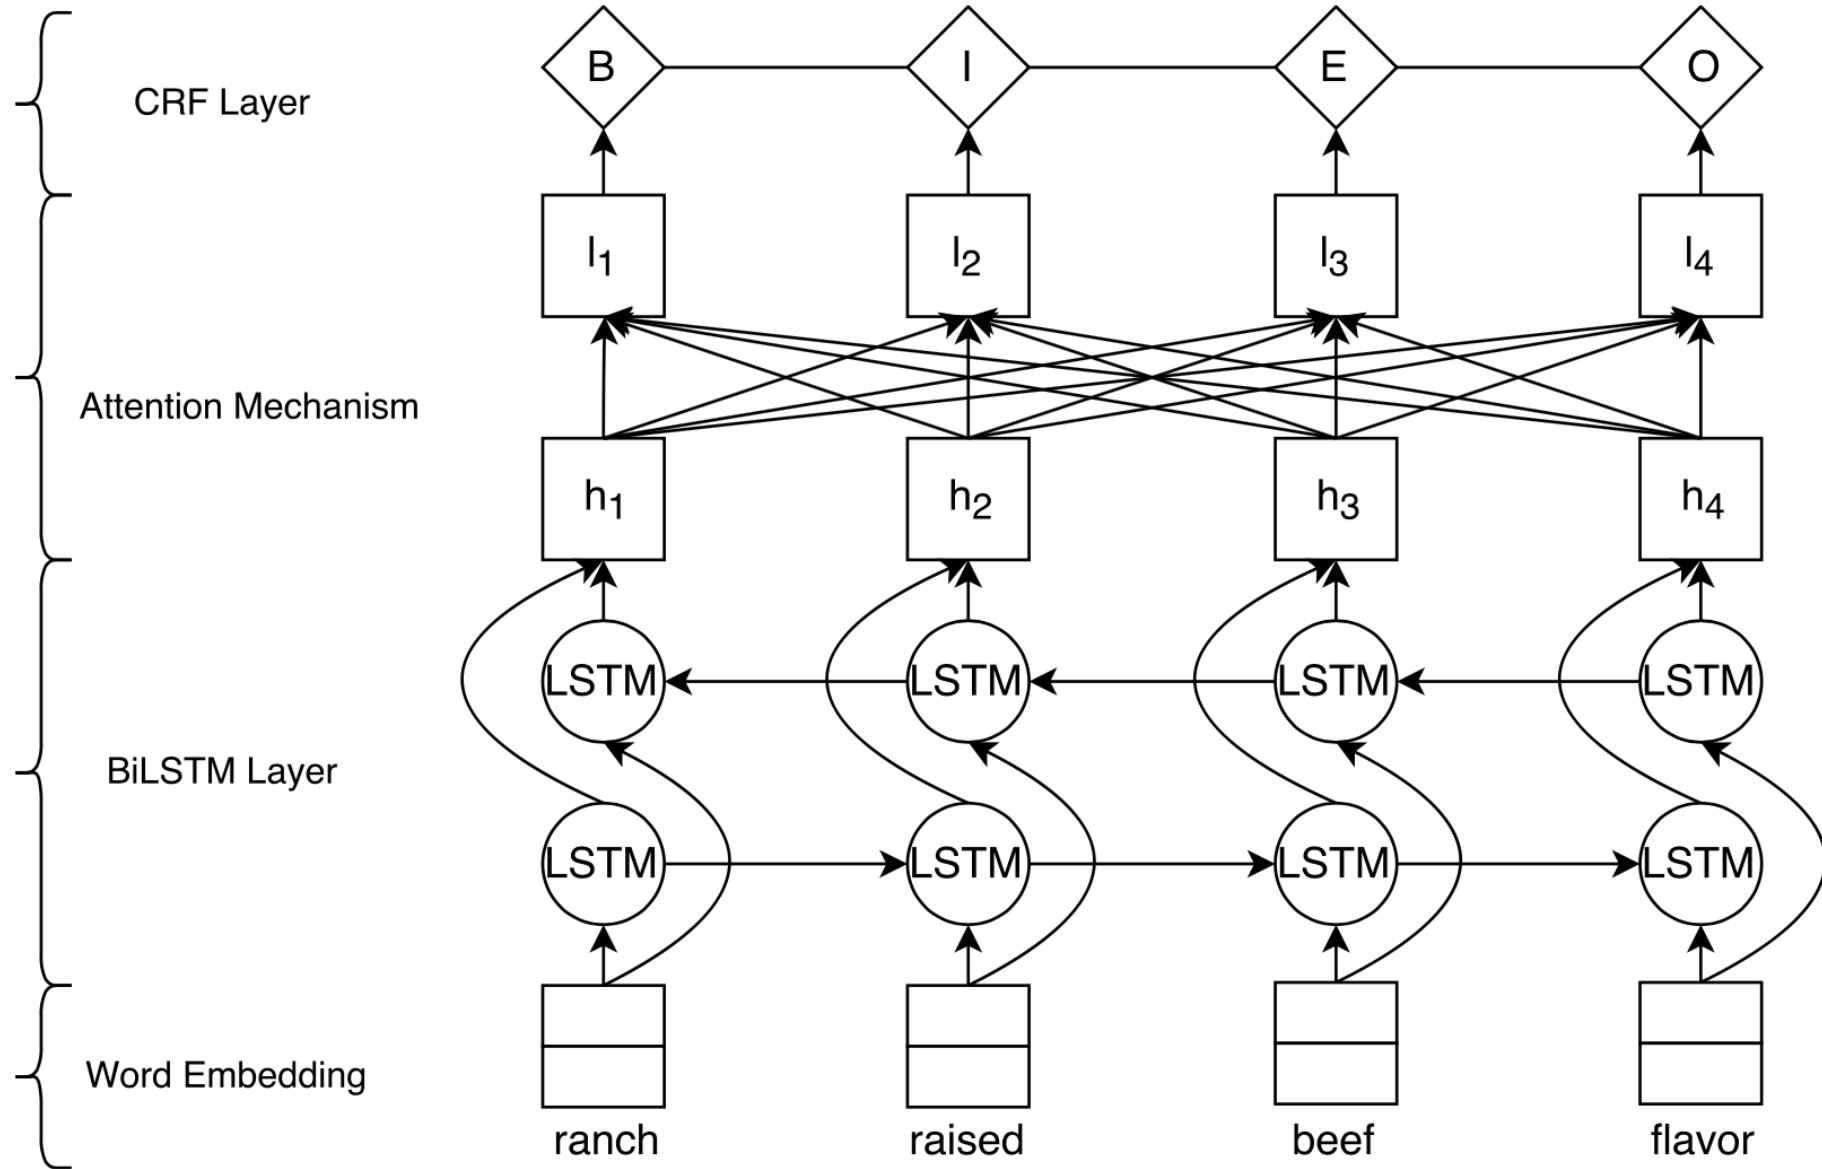 B I E O
CRF Layer
l1 l2 l3 l4
Attention Mechanism
h1 h2 h3 h4
LSTM LSTM LSTM LSTM
BiLSTM Layer
LSTM LSTM LSTM LSTM
Word Embedding
ranch raised beef flavor